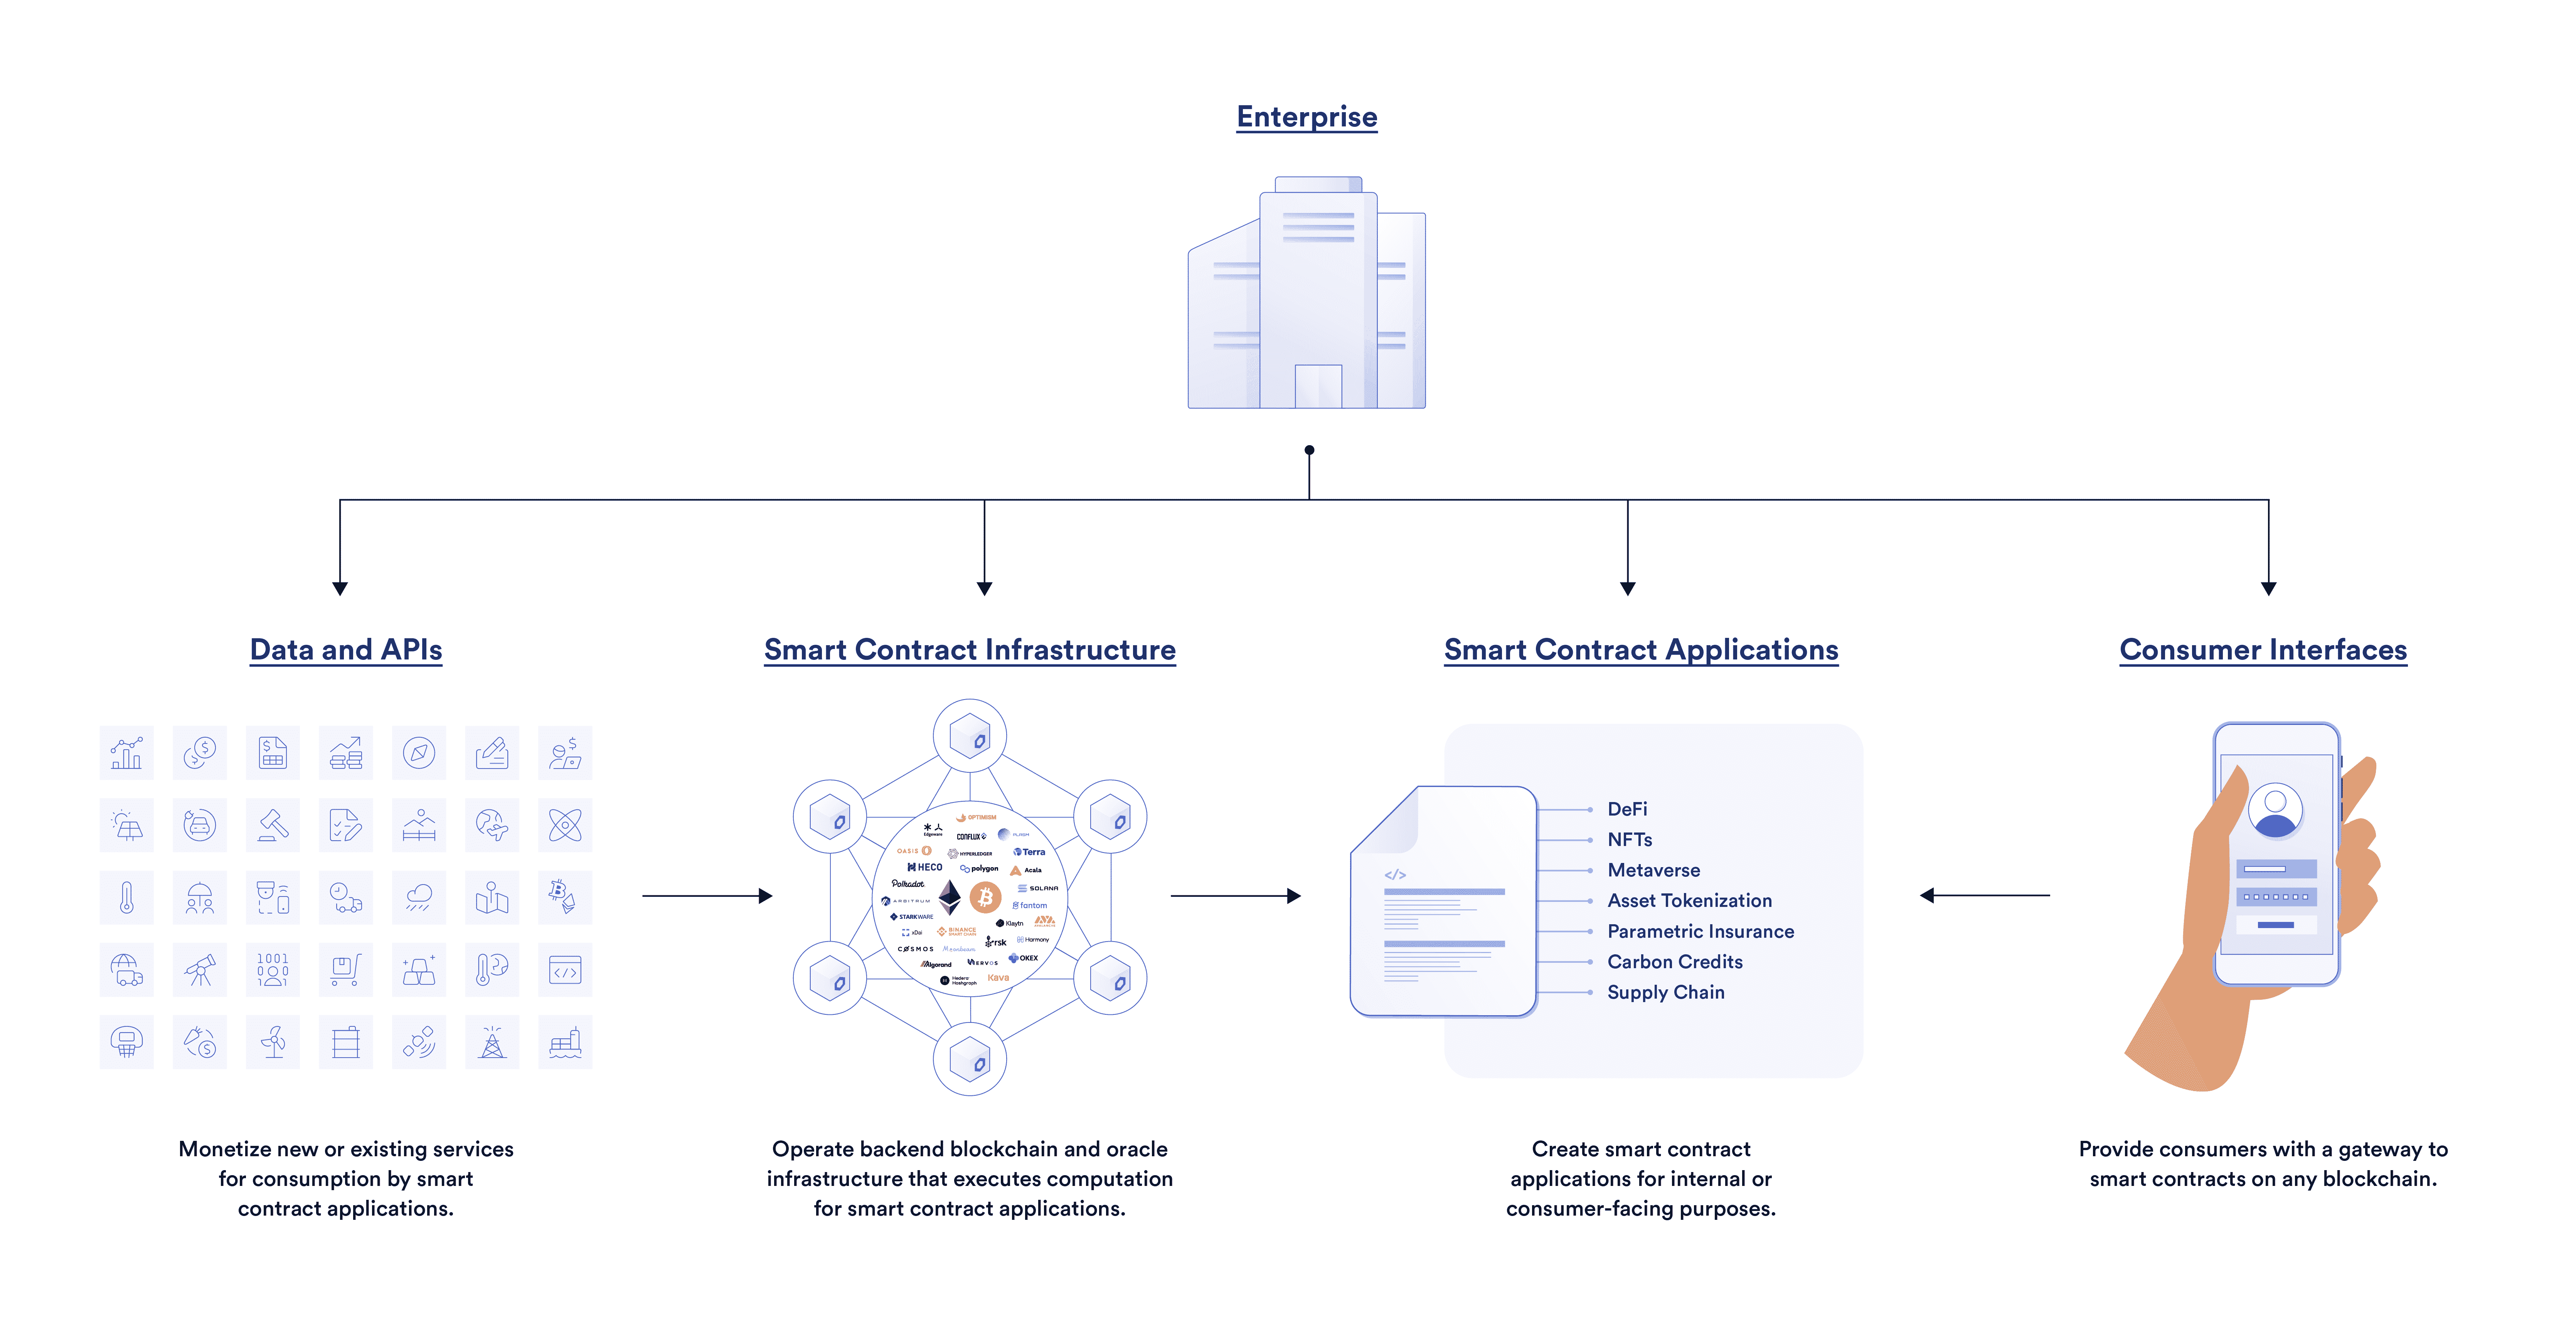 Enterprise
Data and APIs
Smart Contract Infrastructure
Smart Contract Applications
Consumer Interfaces
1001
OPTIMISM
Edgeware
CONFLUX
PLASM
OASIS
HYPERLEDGER
Terra
HECO
polygon
Acala
Polkadot
SOLANA
ARBITRUM
fantom
STARKWARE
Klaytn
AVALANCHE
xDai
BINANCE
SMART CHAIN
rsk
Harmony
COSMOS
Moonbeam
Algorand
NERVOS
OKEX
Hedera
Hashgraph
Kava
</>
DeFi
NFTs
Metaverse
Asset Tokenization
Parametric Insurance
Carbon Credits
Supply Chain
Monetize new or existing services
for consumption by smart
contract applications.
Operate backend blockchain and oracle
infrastructure that executes computation
for smart contract applications.
Create smart contract
applications for internal or
consumer-facing purposes.
Provide consumers with a gateway to
smart contracts on any blockchain.